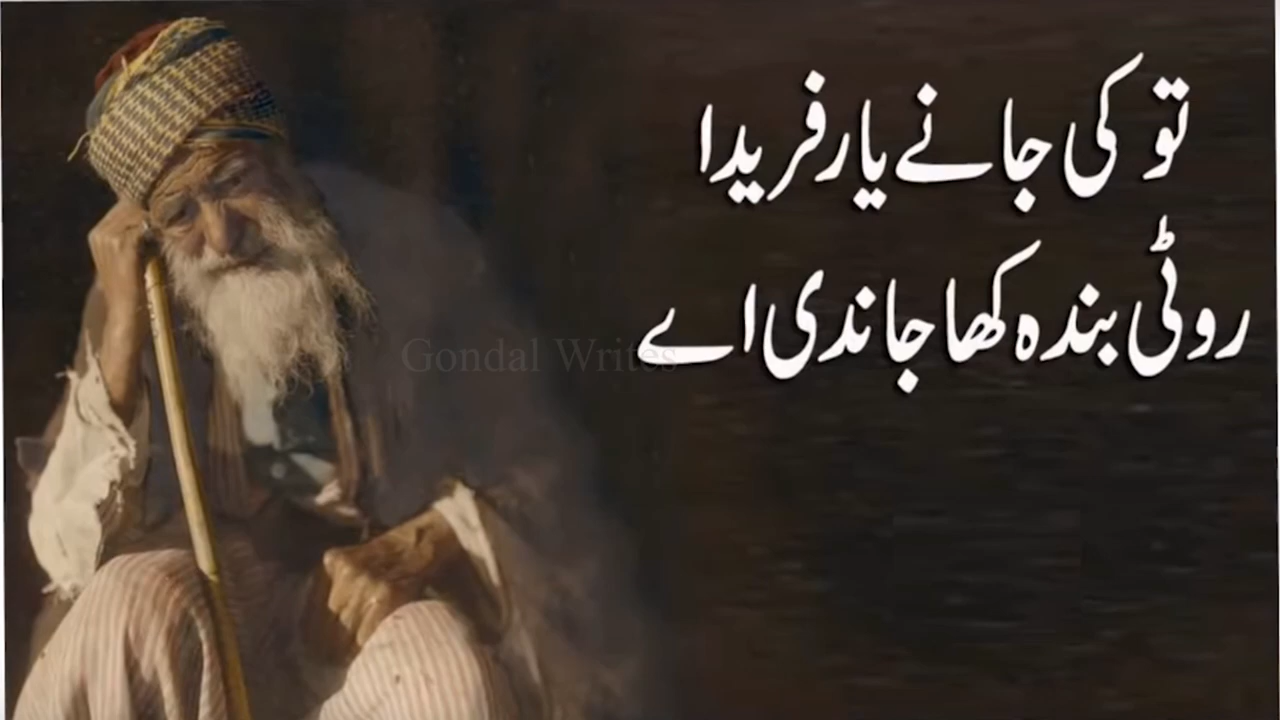 تو کی جانے یار فریدا
روٹی بندہ کھا جاندی اے
Gondal Writes